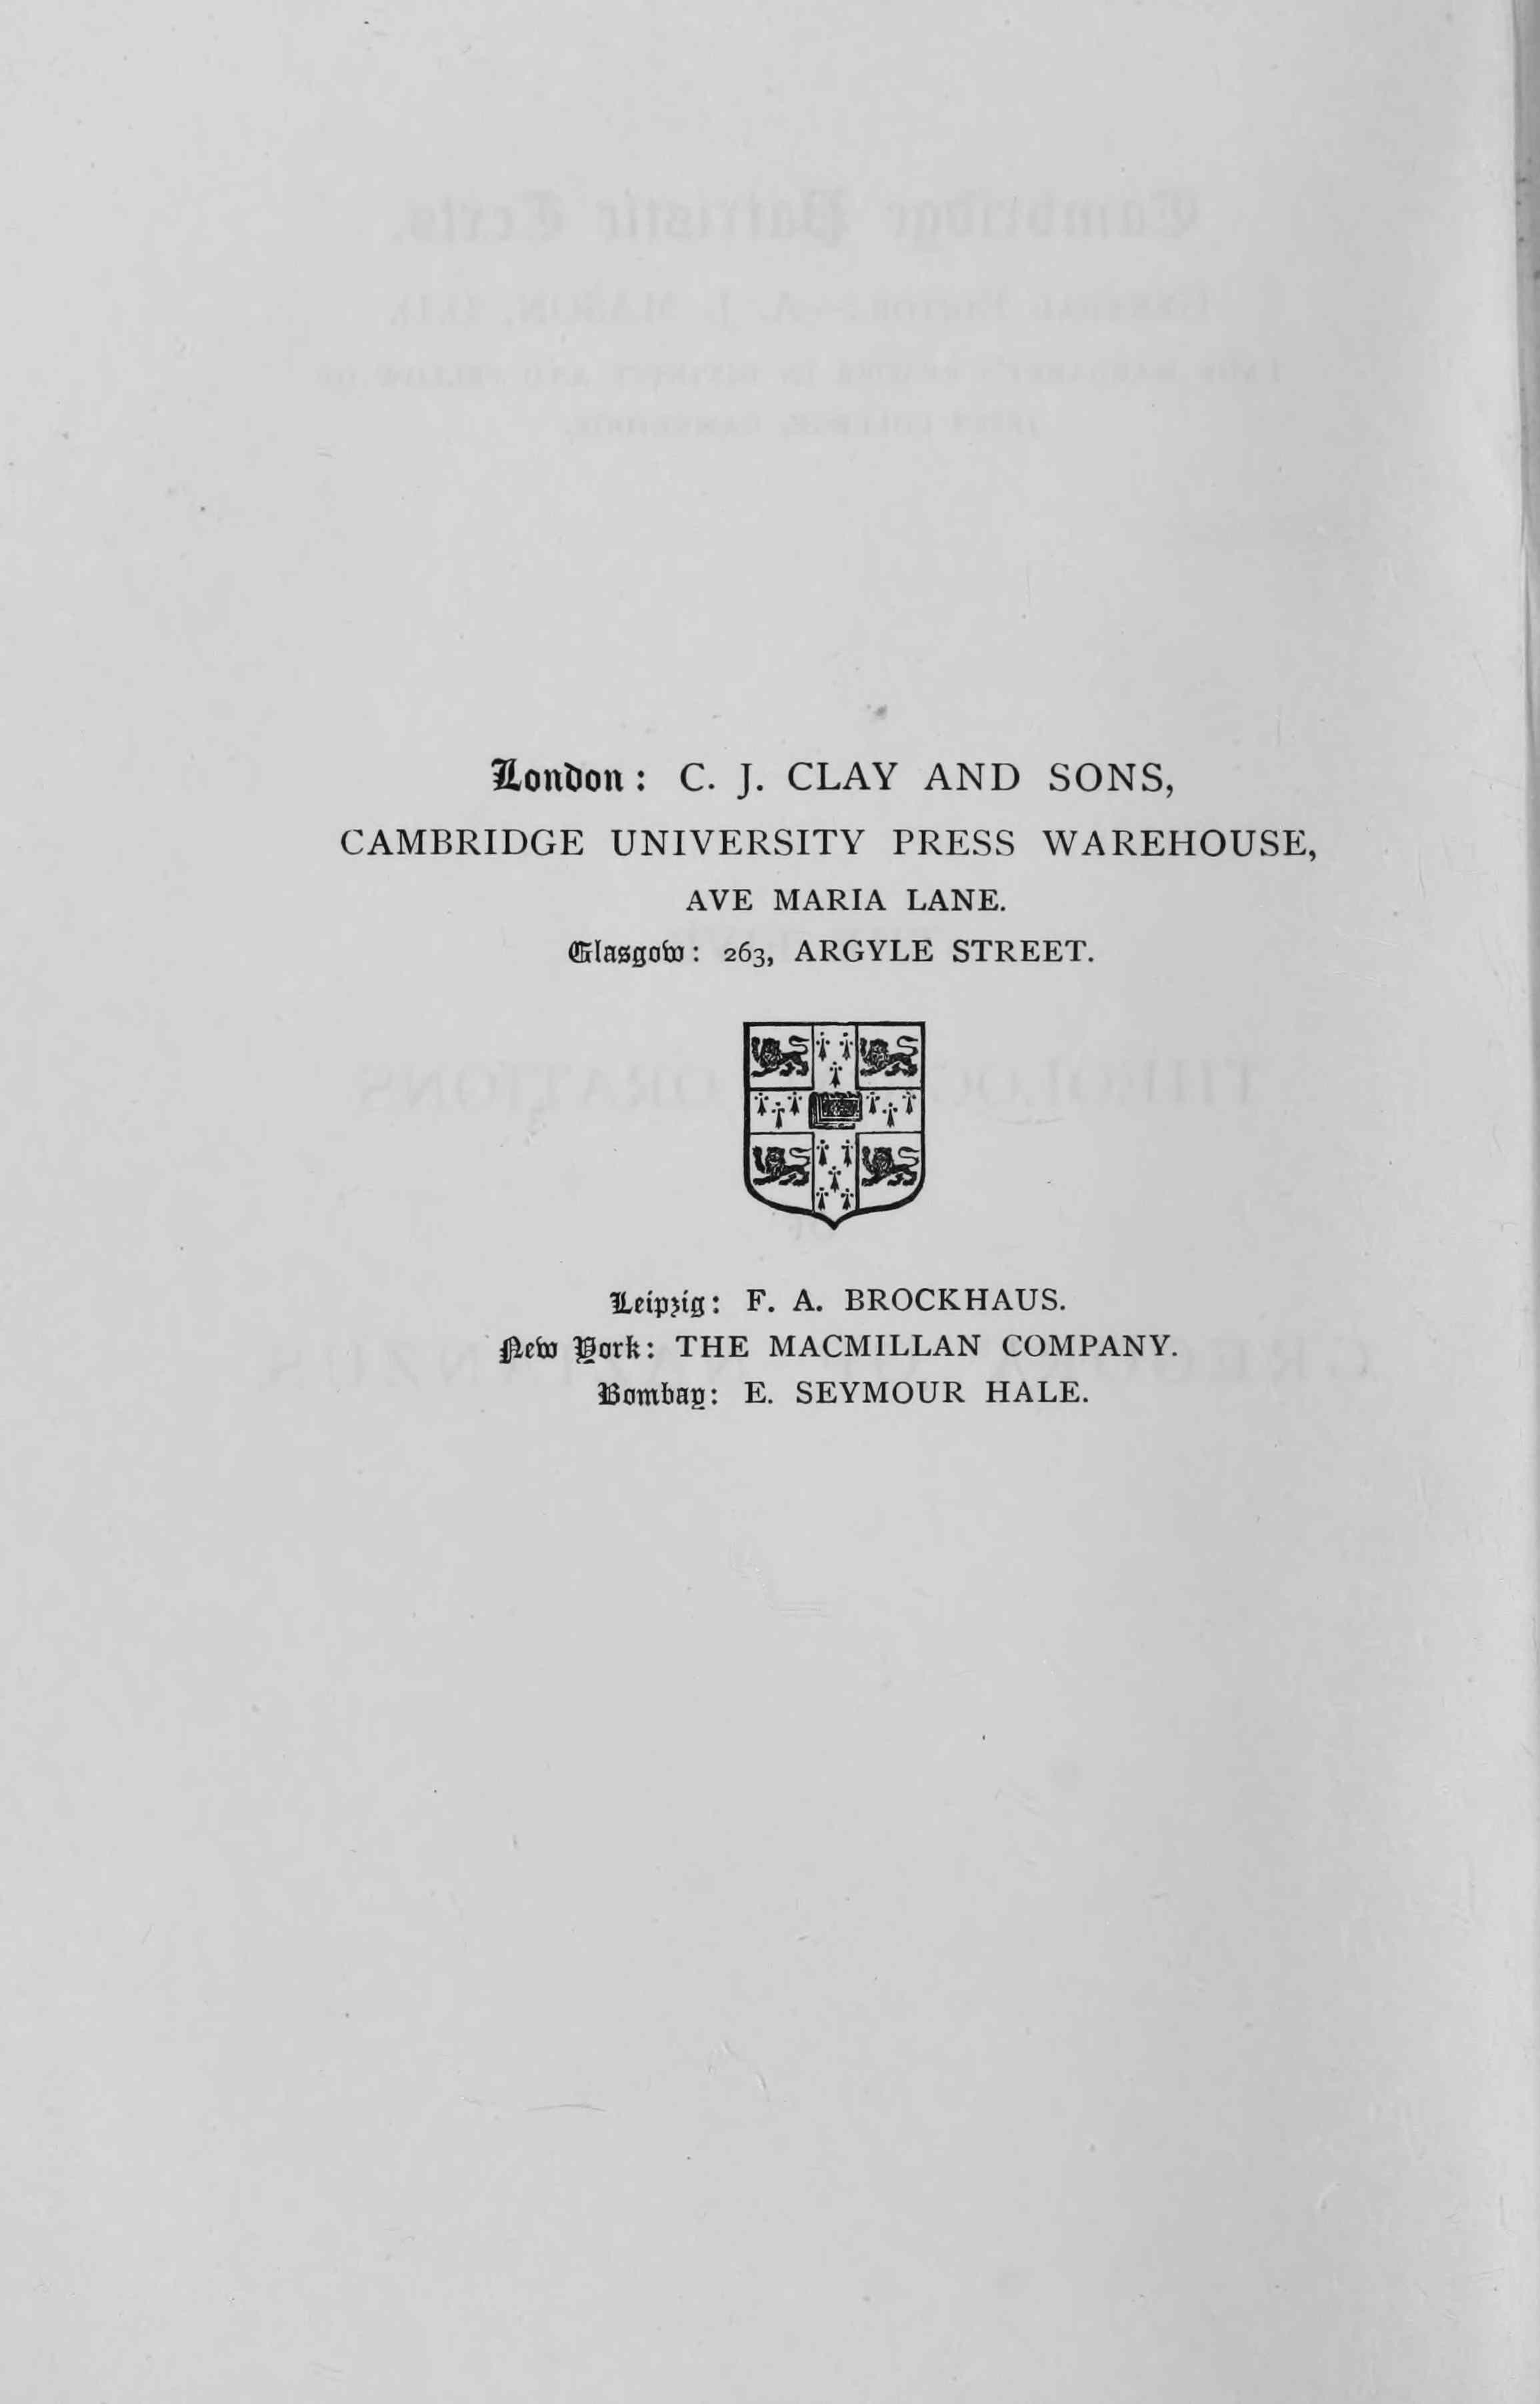 London: C. J. CLAY AND SONS,
CAMBRIDGE UNIVERSITY PRESS WAREHOUSE,
AVE MARIA LANE.
Glasgow: 263, ARGYLE STREET.
Leipzig: F. A. BROCKHAUS.
New York: THE MACMILLAN COMPANY.
Bombay: E. SEYMOUR HALE.